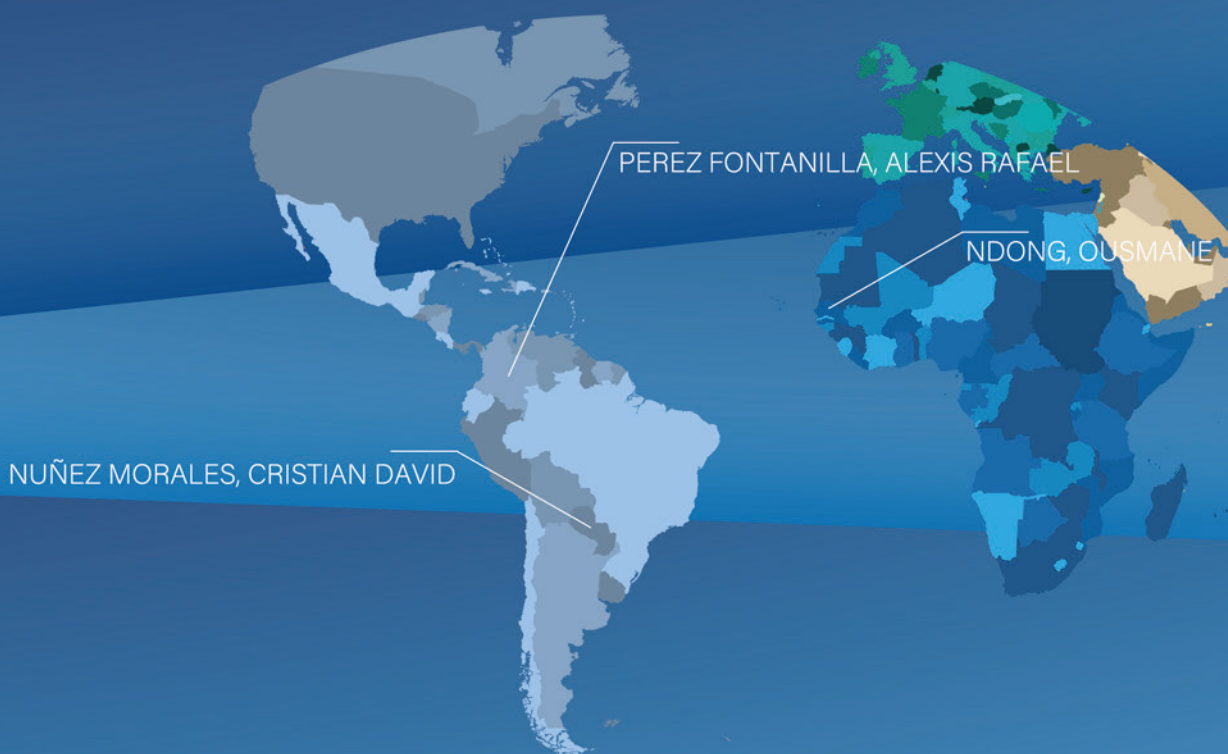 PEREZ FONTANILLA, ALEXIS RAFAEL
NDONG, OUSMANE
NUÑEZ MORALES, CRISTIAN DAVID